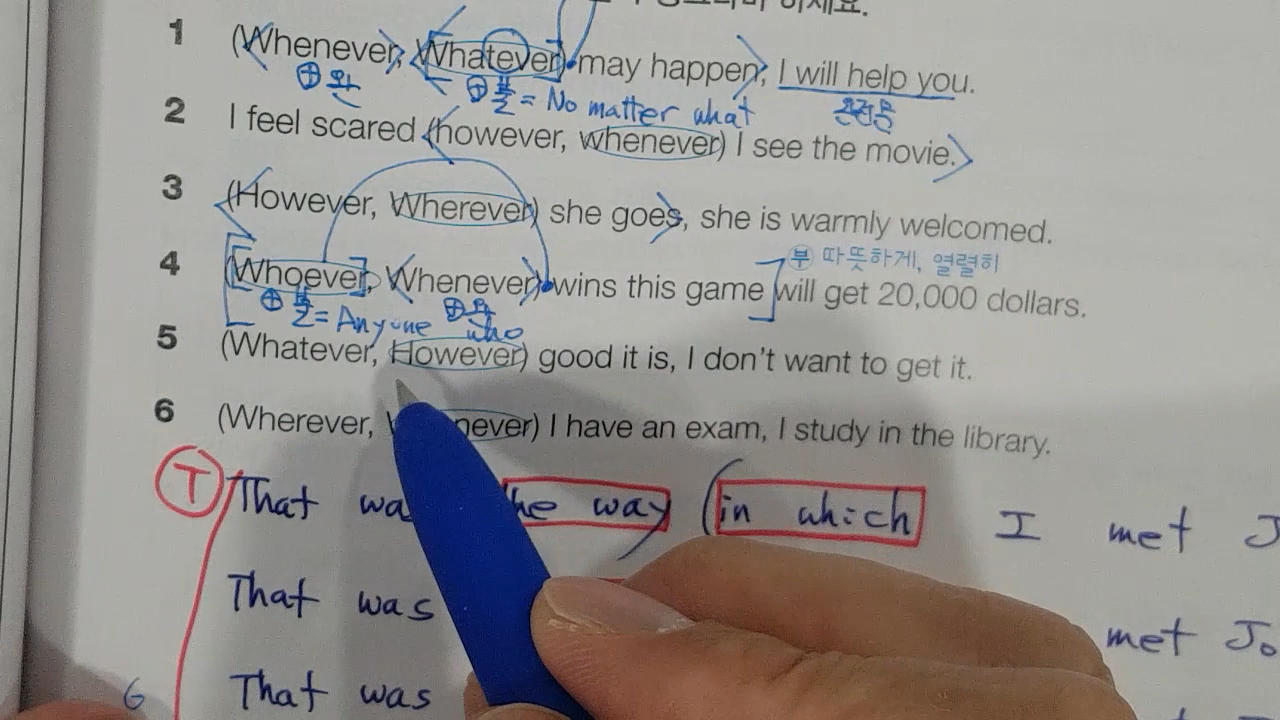 하세요.
1 (Whenever, Whatever) may happen, I will help you.
⊕ 완 ⊕ 불 = No matter what 완전문
2 I feel scared (however, whenever) I see the movie.
3 (However, Wherever) she goes, she is warmly welcomed.
부 따뜻하게, 열렬히
4 (Whoever, Whenever) wins this game will get 20,000 dollars.
⊕ 불 = Anyone who ⊕ 완
5 (Whatever, However) good it is, I don't want to get it.
6 (Wherever, never) I have an exam, I study in the library.
T That wa he way (in which I met J
That was met Jo
6 That was